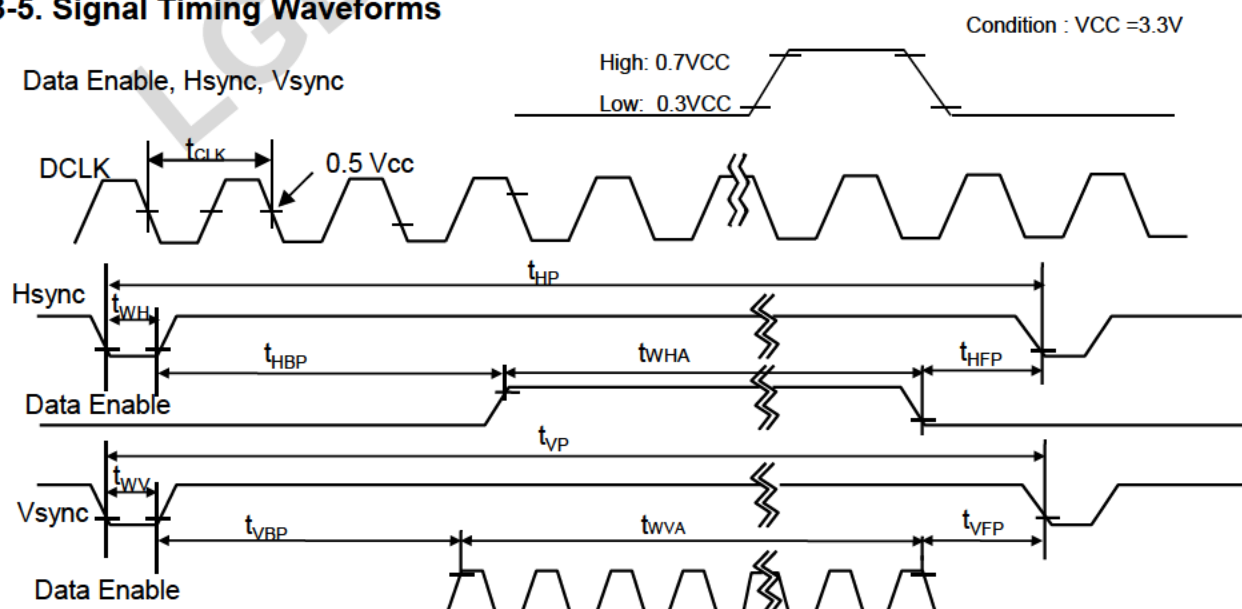 3-5. Signal Timing Waveforms
Condition : VCC =3.3V
High: 0.7VCC
Data Enable, Hsync, Vsync
Low: 0.3VCC
tCLK
0.5 Vcc
DCLK
tHP
Hsync
tWH
tHBP
tWHA
tHFP
Data Enable
tVP
tWV
Vsync
tVBP
tWVA
tVFP
Data Enable